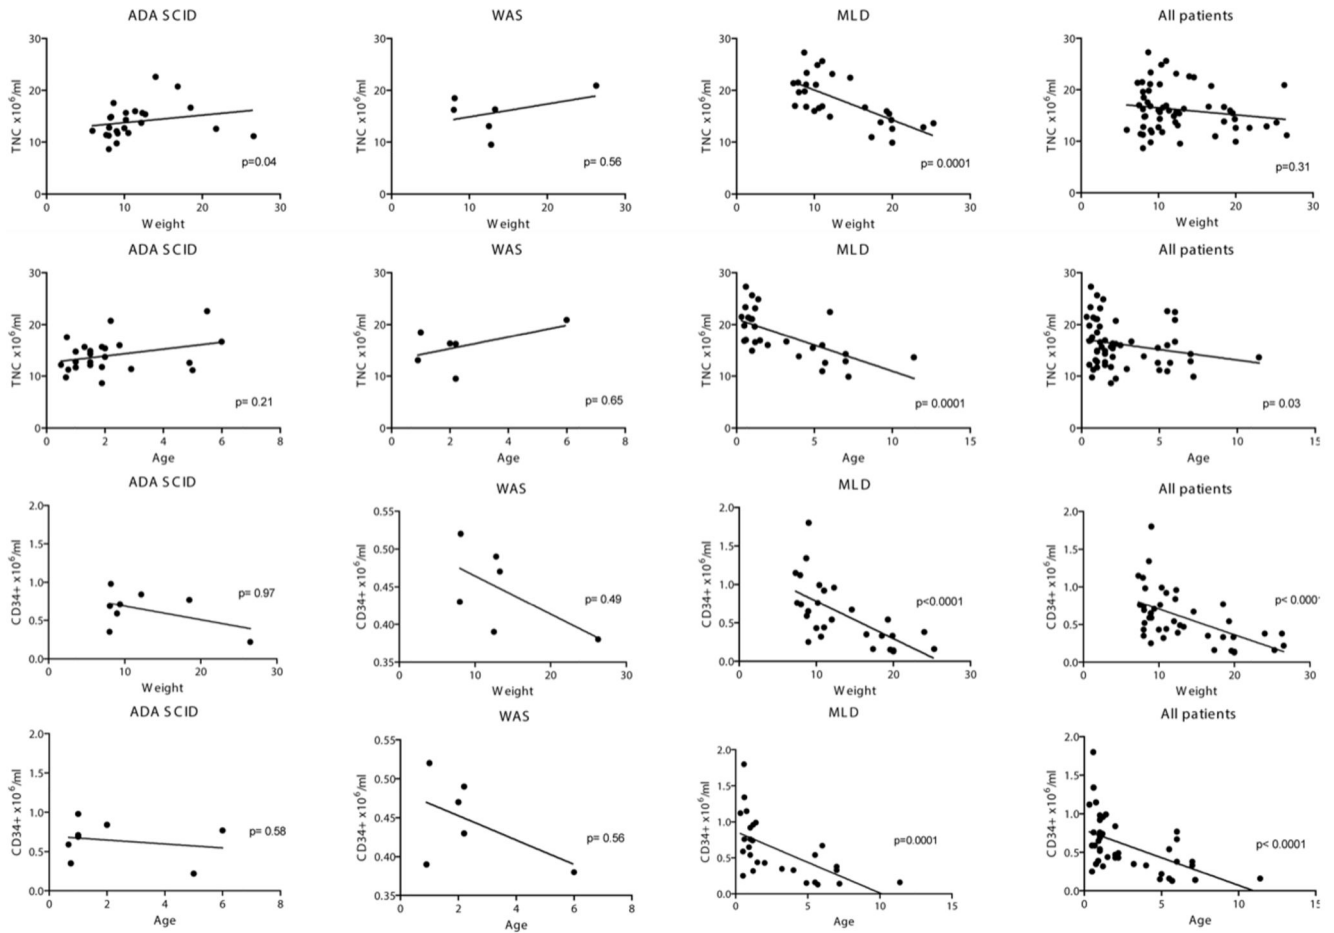 ADA SCID
WAS
MLD
All patients
TNC x10⁶/ml
30
20
10
0
p=0.04
0 10 20 30
Weight
TNC x10⁶/ml
30
20
10
0
p= 0.56
0 10 20 30
Weight
TNC x10⁶/ml
30
20
10
0
p= 0.0001
0 10 20 30
Weight
TNC x10⁶/ml
30
20
10
0
p=0.31
0 10 20 30
Weight
ADA SCID
WAS
MLD
All patients
TNC x10⁶/ml
30
20
10
0
p= 0.21
0 2 4 6 8
Age
TNC x10⁶/ml
30
20
10
0
p= 0.65
0 2 4 6 8
Age
TNC x10⁶/ml
30
20
10
0
p= 0.0001
0 5 10 15
Age
TNC x10⁶/ml
30
20
10
0
p= 0.03
0 5 10 15
Age
ADA SCID
WAS
MLD
All patients
CD34+ x10⁶/ml
2.0
1.5
1.0
0.5
0.0
p= 0.97
0 10 20 30
Weight
CD34+ x10⁶/ml
0.55
0.50
0.45
0.40
0.35
p= 0.49
0 10 20 30
Weight
CD34+ x10⁶/ml
2.0
1.5
1.0
0.5
0.0
p<0.0001
0 10 20 30
Weight
CD34+ x10⁶/ml
2.0
1.5
1.0
0.5
0.0
p< 0.000
0 10 20 30
Weight
ADA SCID
WAS
MLD
All patients
CD34+ x10⁶/ml
2.0
1.5
1.0
0.5
0.0
p= 0.58
0 2 4 6 8
Age
CD34+ x10⁶/ml
0.55
0.50
0.45
0.40
0.35
p= 0.56
0 2 4 6 8
Age
CD34+ x10⁶/ml
2.0
1.5
1.0
0.5
0.0
p=0.0001
0 5 10 15
Age
CD34+ x10⁶/ml
2.0
1.5
1.0
0.5
0.0
p< 0.0001
0 5 10 15
Age